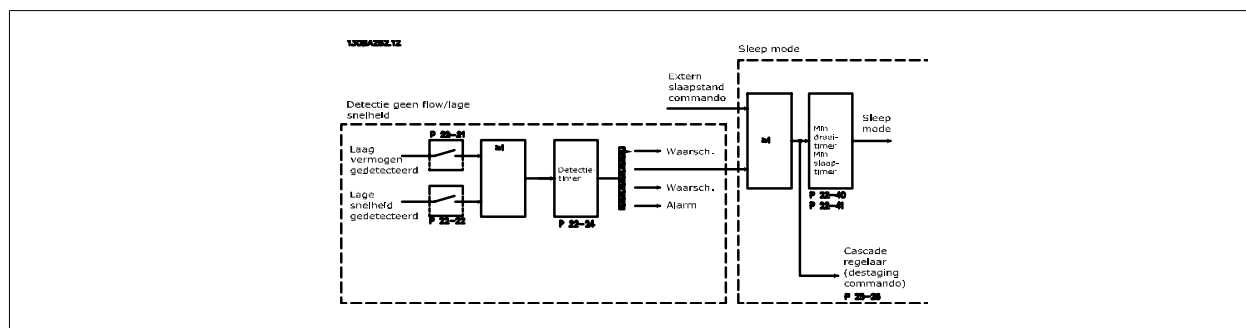 130BA252.12
Sleep mode
Extern
slaapstand
commando
Detectie geen flow/lage
snelheid
P 22-21
Laag
vermogen
gedetecteerd
≥1
Detectie-
timer
Waarsch.
≥1
Min
draai-
timer
Min
slaap-
timer
Sleep
mode
Lage
snelheid
gedetecteerd
P 22-22
P 22-24
Waarsch.
Alarm
P 22-40
P 22-41
Cascade
regelaar
(destaging
commando)